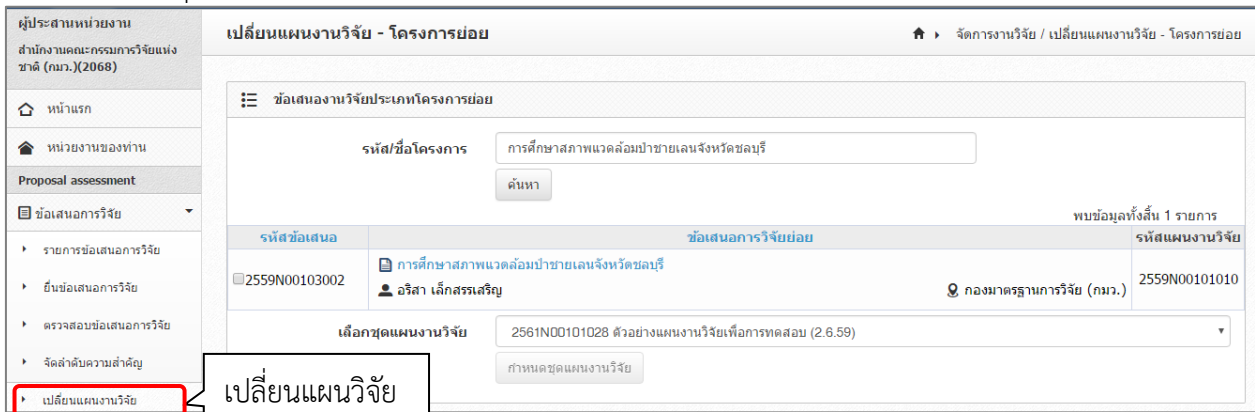 ผู้ประสานหน่วยงาน
สำนักงานคณะกรรมการวิจัยแห่ง
ชาติ (กมว.)(2068)
หน้าแรก
หน่วยงานของท่าน
Proposal assessment
ข้อเสนอการวิจัย
รายการข้อเสนอการวิจัย
ยื่นข้อเสนอการวิจัย
ตรวจสอบข้อเสนอการวิจัย
จัดลำดับความสำคัญ
เปลี่ยนแผนงานวิจัย
เปลี่ยนแผนวิจัย
เปลี่ยนแผนงานวิจัย - โครงการย่อย
จัดการงานวิจัย / เปลี่ยนแผนงานวิจัย - โครงการย่อย
ข้อเสนองานวิจัยประเภทโครงการย่อย
รหัส/ชื่อโครงการ การศึกษาสภาพแวดล้อมป่าชายเลนจังหวัดชลบุรี
ค้นหา
พบข้อมูลทั้งสิ้น 1 รายการ
รหัสข้อเสนอ ข้อเสนอการวิจัยย่อย รหัสแผนงานวิจัย
2559N00103002 การศึกษาสภาพแวดล้อมป่าชายเลนจังหวัดชลบุรี 2559N00101010
อริสา เล็กสรรเสริญ กองมาตรฐานการวิจัย (กมว.)
เลือกชุดแผนงานวิจัย 2561N00101028 ตัวอย่างแผนงานวิจัยเพื่อการทดสอบ (2.6.59)
กำหนดชุดแผนงานวิจัย